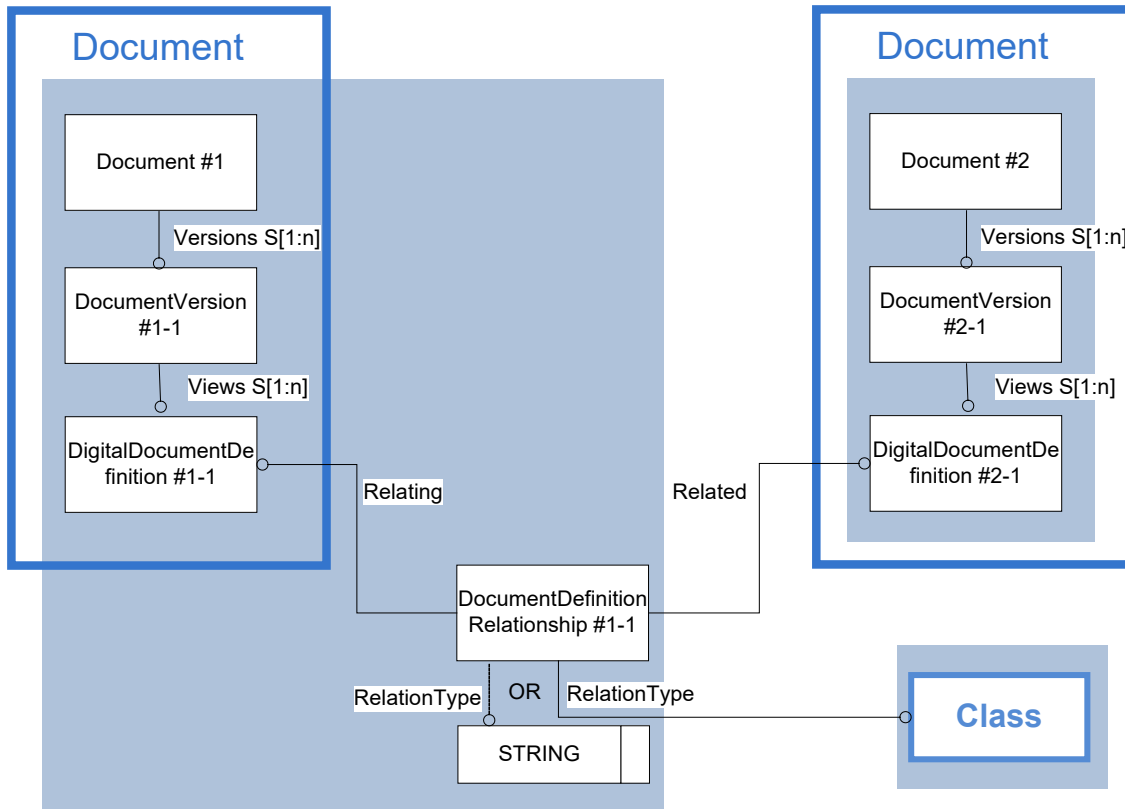 Document
Document
Document #1
Document #2
Versions S[1:n]
Versions S[1:n]
DocumentVersion
#1-1
DocumentVersion
#2-1
Views S[1:n]
Views S[1:n]
DigitalDocumentDe
finition #1-1
DigitalDocumentDe
finition #2-1
Relating
Related
DocumentDefinition
Relationship #1-1
RelationType
OR
RelationType
Class
STRING